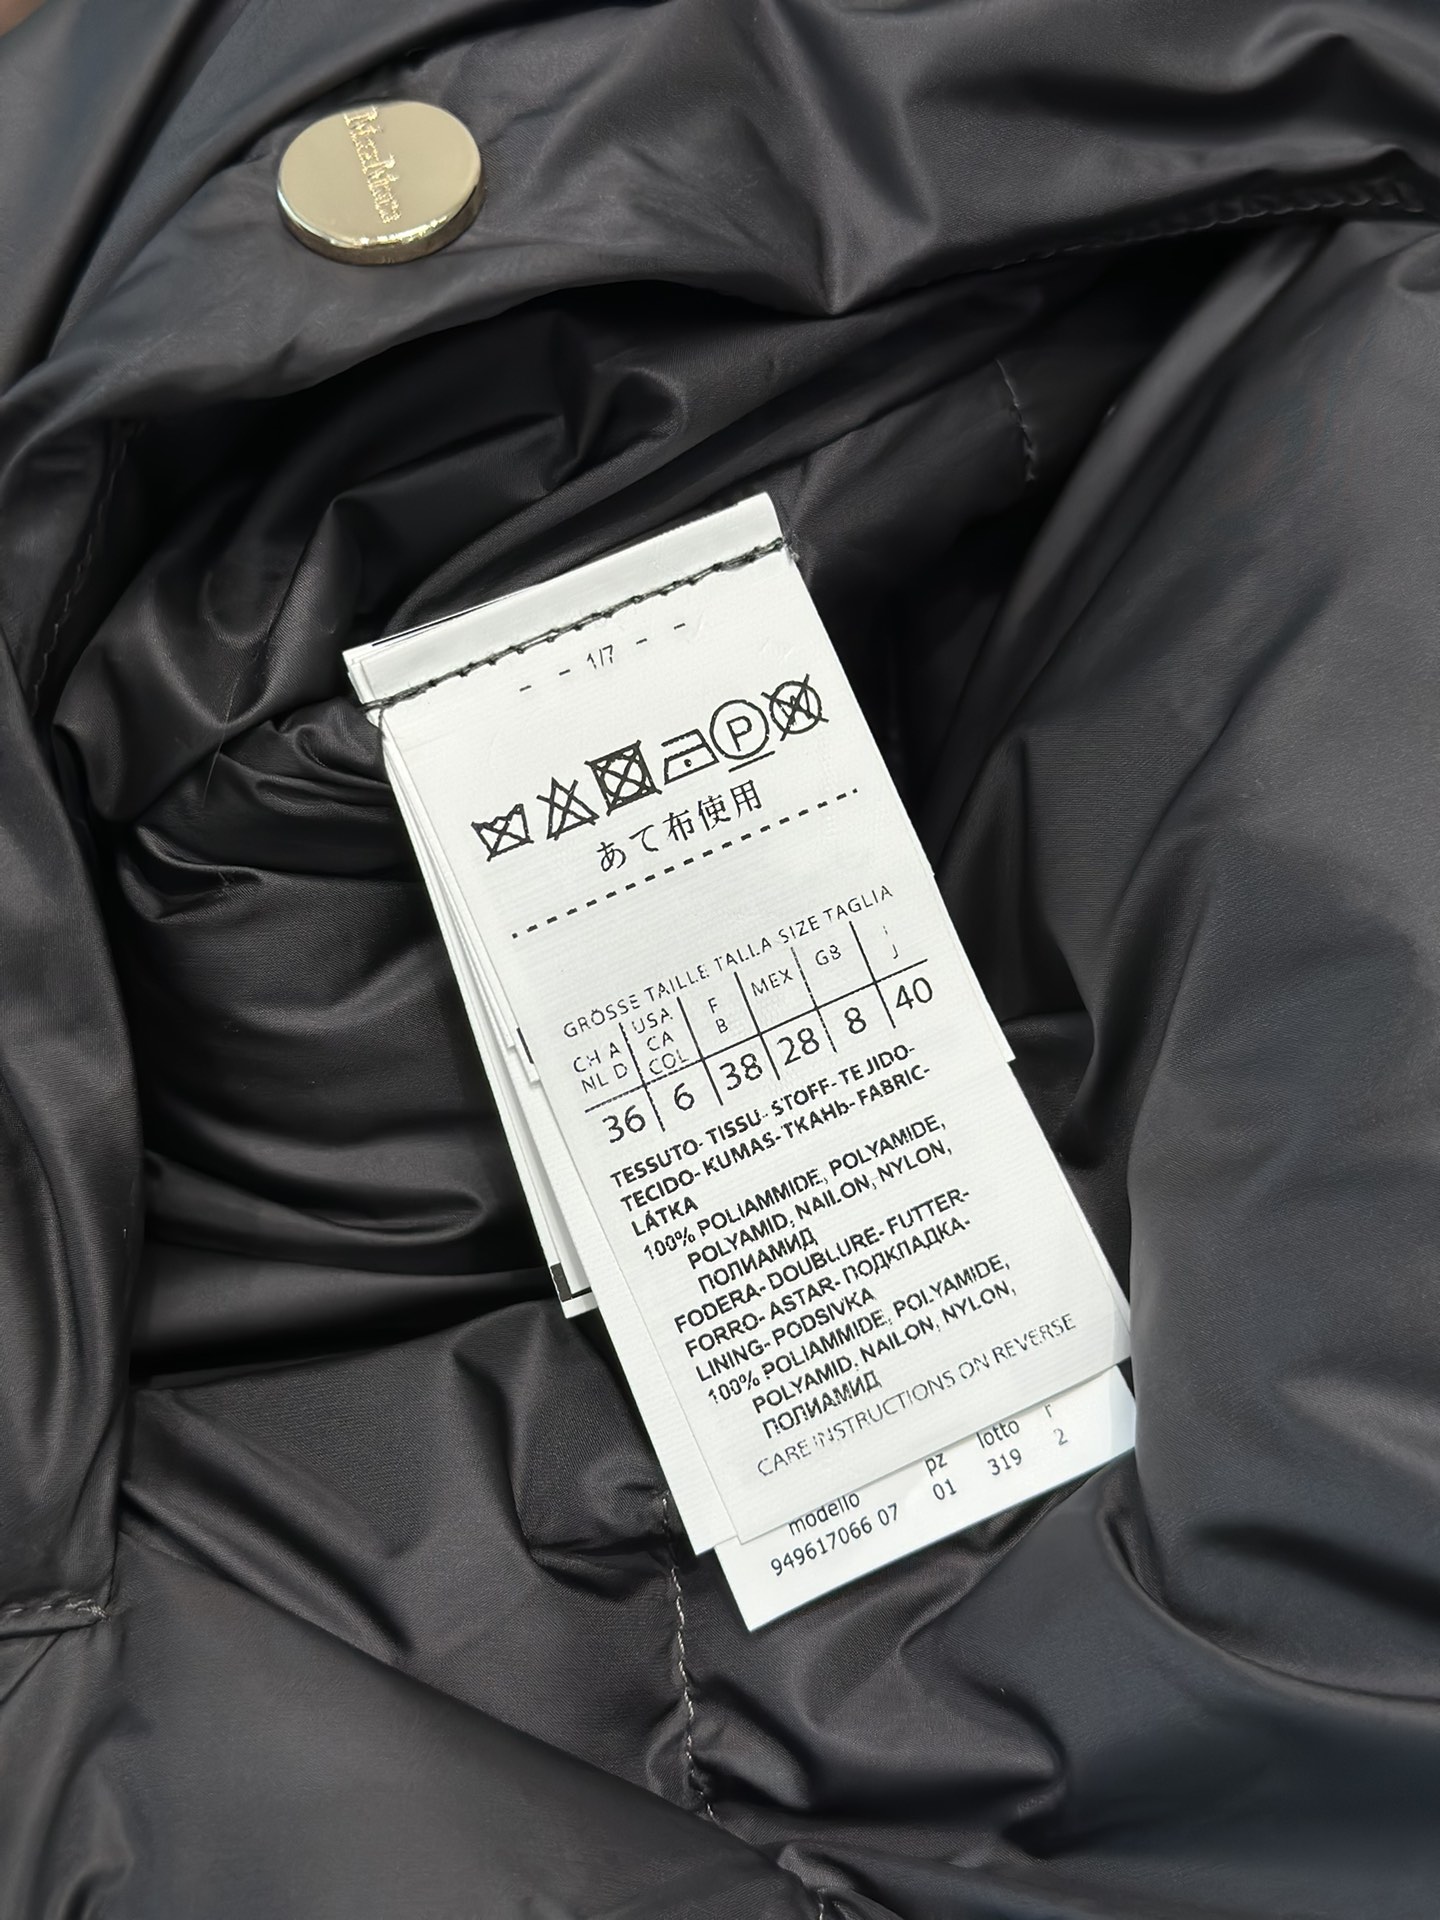 MaxMara
- - 1/7 - -
P W
あて布使用
GRÖSSE TAILLE TALLA SIZE TAGLIA
CH A NL D
USA CA COL
F B
MEX
GB
I J
36 6 38 28 8 40
TESSUTO- TISSU- STOFF- TEJIDO-
TECIDO- KUMAS- ТКАНЬ- FABRIC-
LÁTKA
100% POLIAMMIDE, POLYAMIDE,
POLYAMID, NAILON, NYLON,
ПОЛИАМИД
FODERA- DOUBLURE- FUTTER-
FORRO- ASTAR- ПОДКЛАДКА-
LINING- PODSIVKA
100% POLIAMMIDE, POLYAMIDE,
POLYAMID, NAILON, NYLON,
ПОЛИАМИД
CARE INSTRUCTIONS ON REVERSE
modello pz lotto r
949617066 07 01 319 2